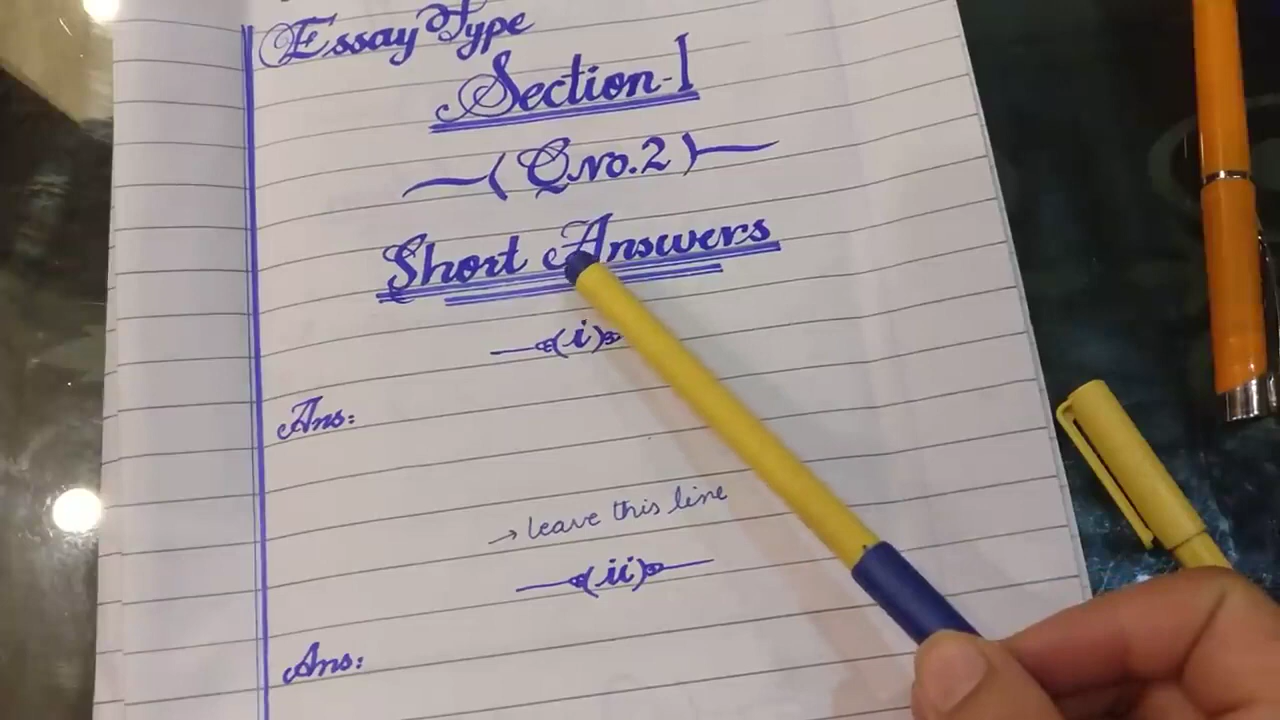 Essay Type
Section-I
(Q.No.2)
Short Answers
(i)
Ans:
→ leave this line
(ii)
Ans: